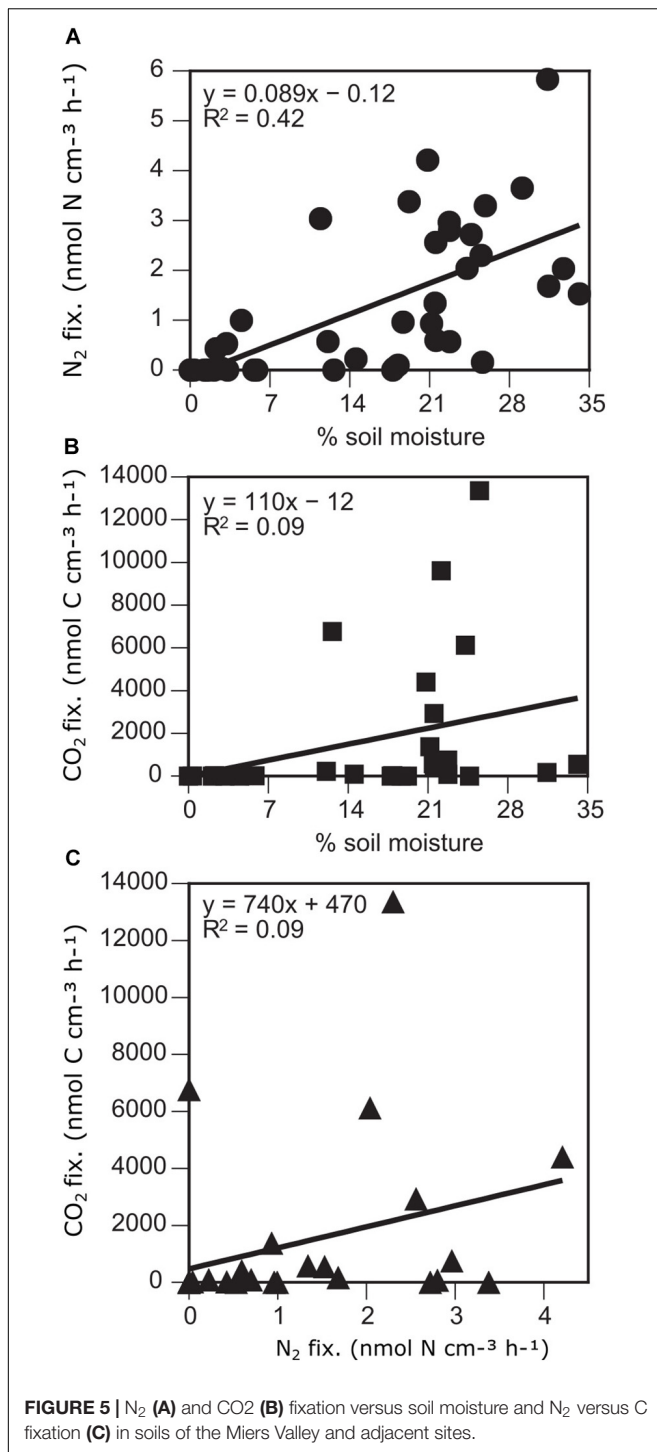 A
y = 0.089x − 0.12
R² = 0.42
N₂ fix. (nmol N cm-³ h-¹)
6
5
4
3
2
1
0
0 7 14 21 28 35
% soil moisture
B
y = 110x − 12
R² = 0.09
CO₂ fix. (nmol C cm-³ h-¹)
14000
12000
10000
8000
6000
4000
2000
0
0 7 14 21 28 35
% soil moisture
C
y = 740x + 470
R² = 0.09
CO₂ fix. (nmol C cm-³ h-¹)
14000
12000
10000
8000
6000
4000
2000
0
0 1 2 3 4
N₂ fix. (nmol N cm-³ h-¹)
FIGURE 5 | N₂ (A) and CO2 (B) fixation versus soil moisture and N₂ versus C
fixation (C) in soils of the Miers Valley and adjacent sites.